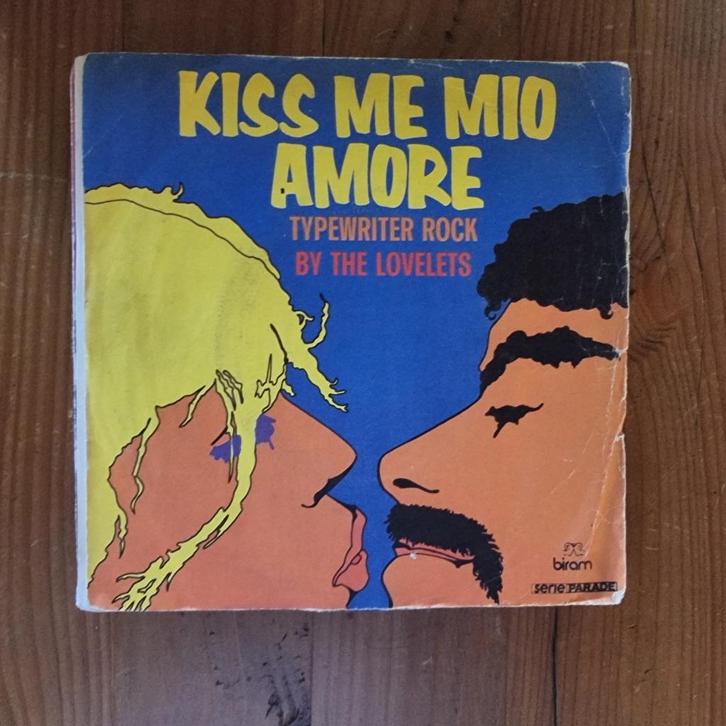 KISS ME MIO
AMORE
TYPEWRITER ROCK
BY THE LOVELETS
biram
serie PARADE